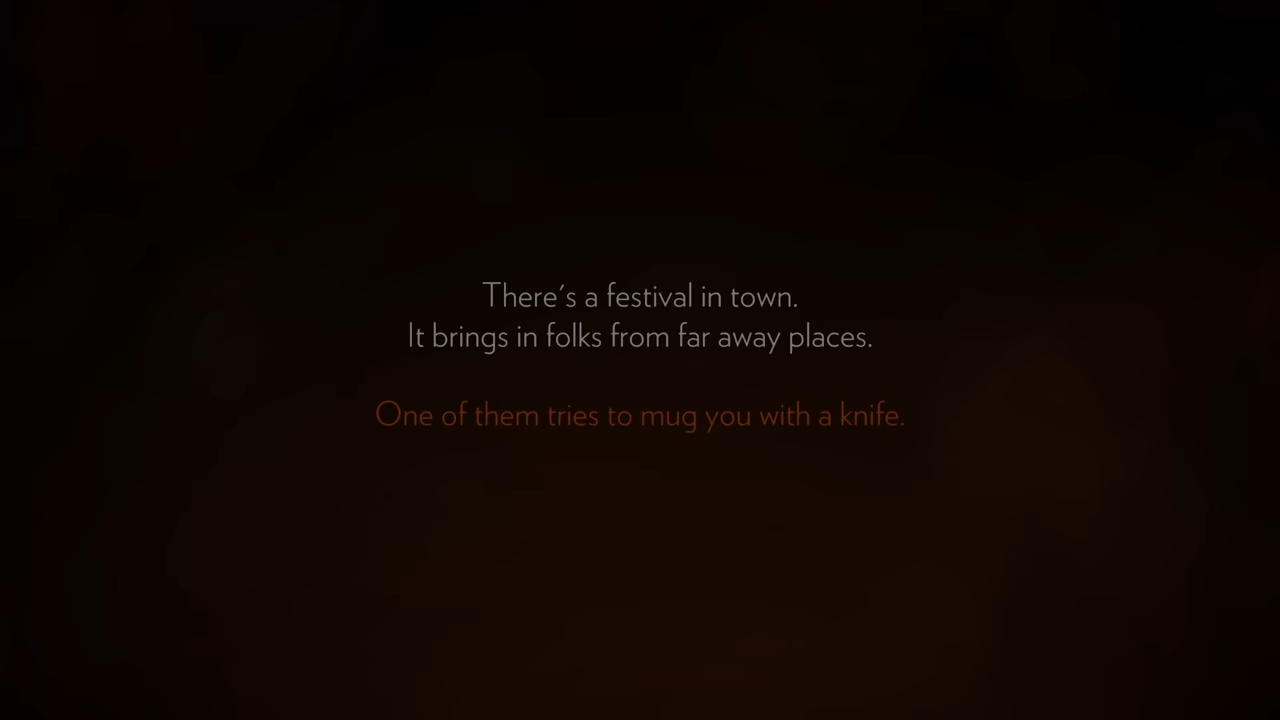 There's a festival in town.
It brings in folks from far away places.
One of them tries to mug you with a knife.